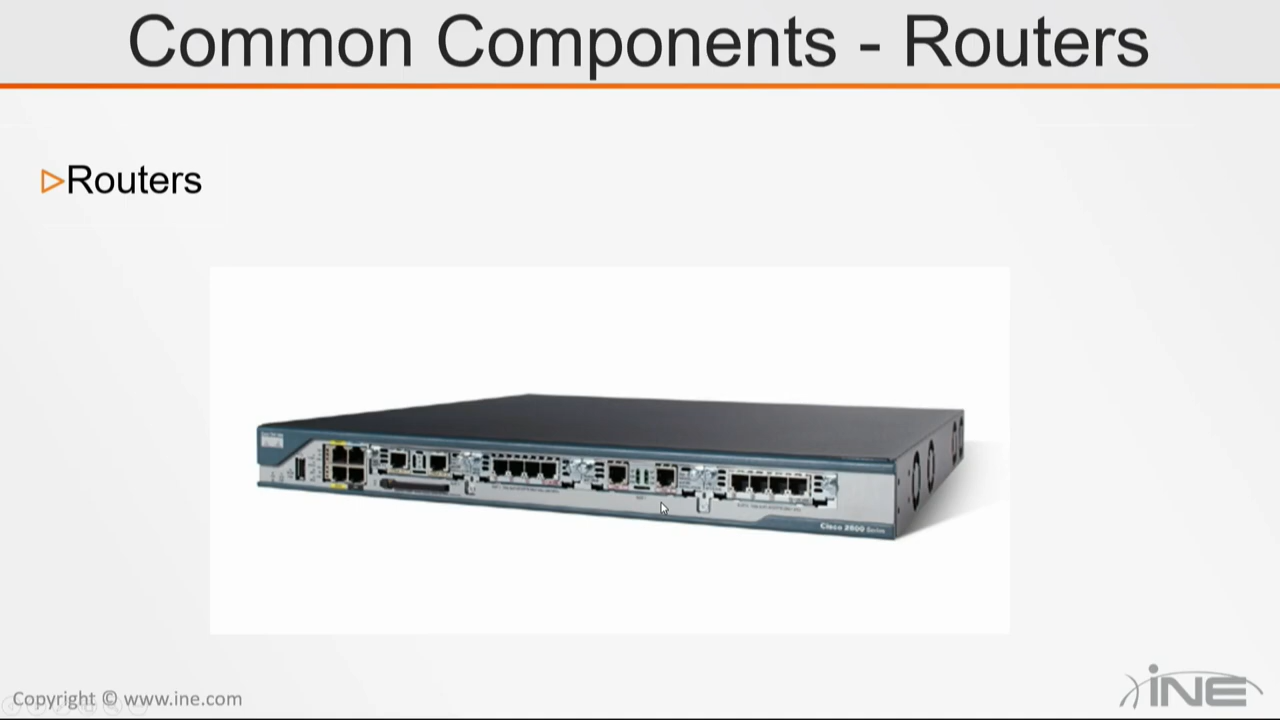 Common Components - Routers
Routers
Cisco 2800 Series
Copyright © www.ine.com
iNE